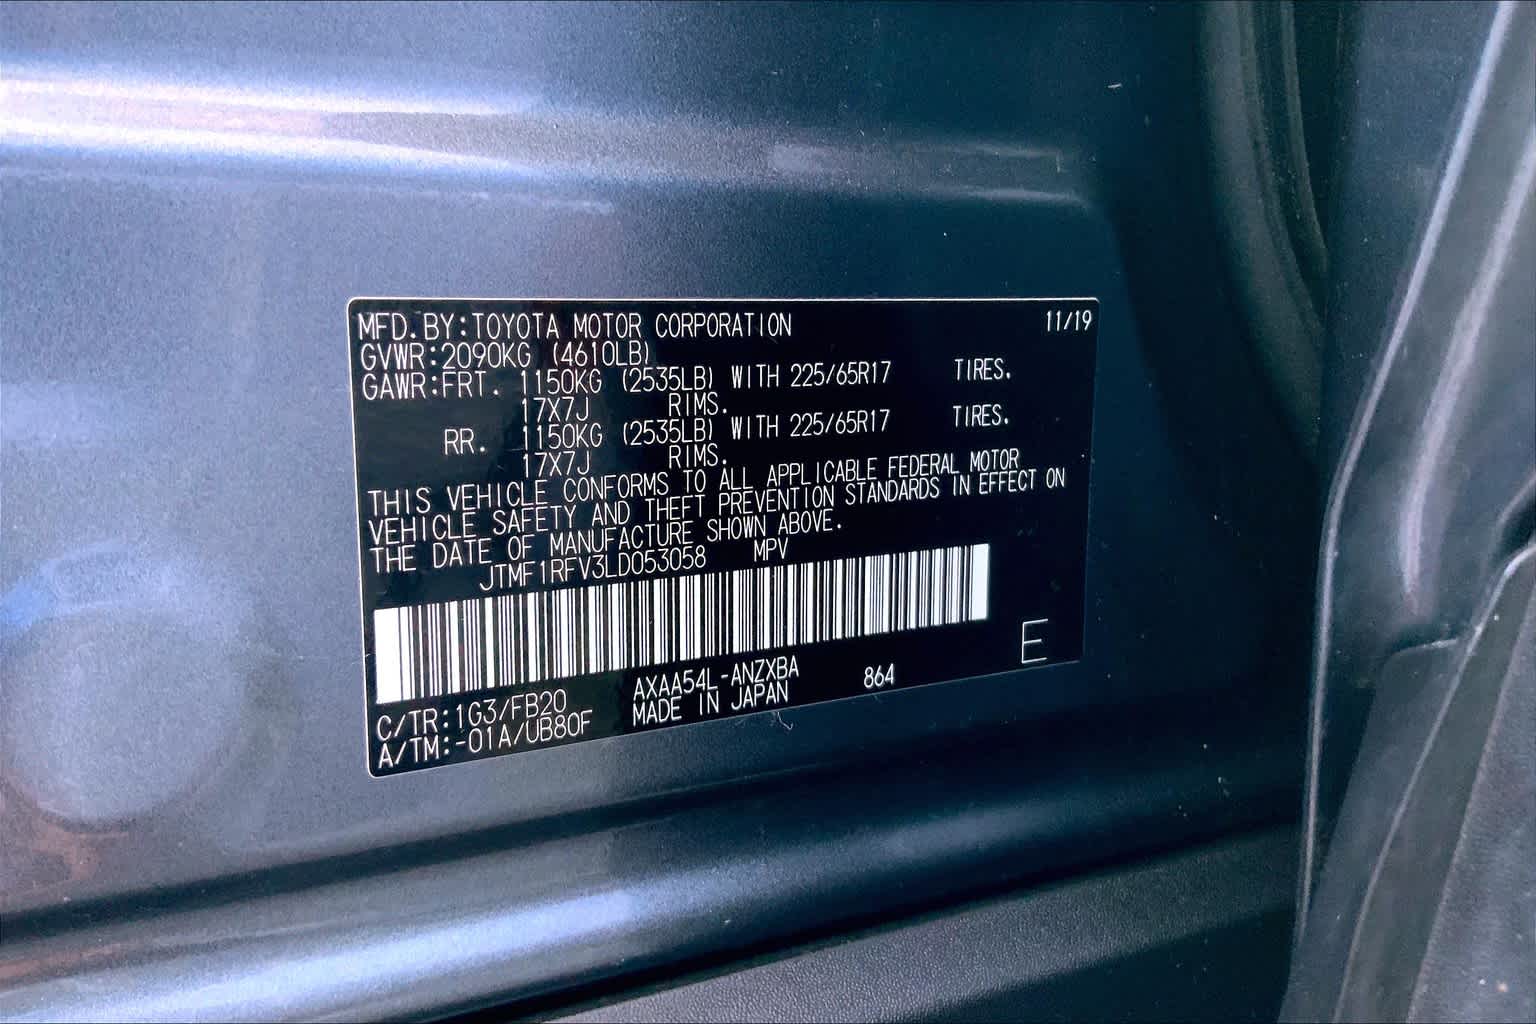 MFD.BY:TOYOTA MOTOR CORPORATION 11/19
GVWR:2090KG (4610LB)
GAWR:FRT. 1150KG (2535LB) WITH 225/65R17 TIRES.
17X7J RIMS.
RR. 1150KG (2535LB) WITH 225/65R17 TIRES.
17X7J RIMS.
THIS VEHICLE CONFORMS TO ALL APPLICABLE FEDERAL MOTOR
VEHICLE SAFETY AND THEFT PREVENTION STANDARDS IN EFFECT ON
THE DATE OF MANUFACTURE SHOWN ABOVE.
JTMF1RFV3LD053058 MPV
E
C/TR:1G3/FB20 AXAA54L-ANZXBA 864
A/TM:-01A/UB80F MADE IN JAPAN